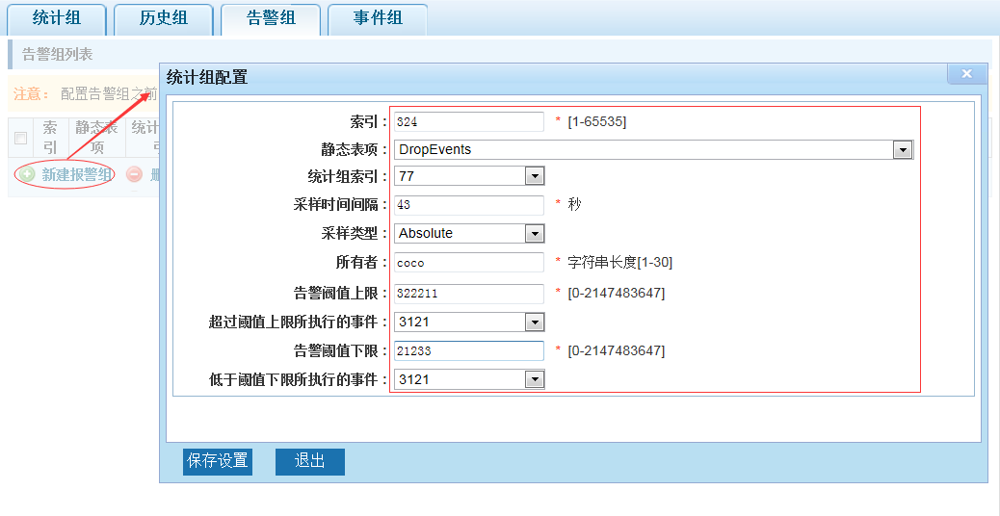 统计组 历史组 告警组 事件组
告警组列表
注意： 配置告警组之前
统计组配置
索引 静态表项 统计
新建报警组
索引： 324 * [1-65535]
静态表项： DropEvents
统计组索引： 77
采样时间间隔： 43 * 秒
采样类型： Absolute
所有者： coco * 字符串长度[1-30]
告警阈值上限： 322211 * [0-2147483647]
超过阈值上限所执行的事件： 3121
告警阈值下限： 21233 * [0-2147483647]
低于阈值下限所执行的事件： 3121
保存设置 退出